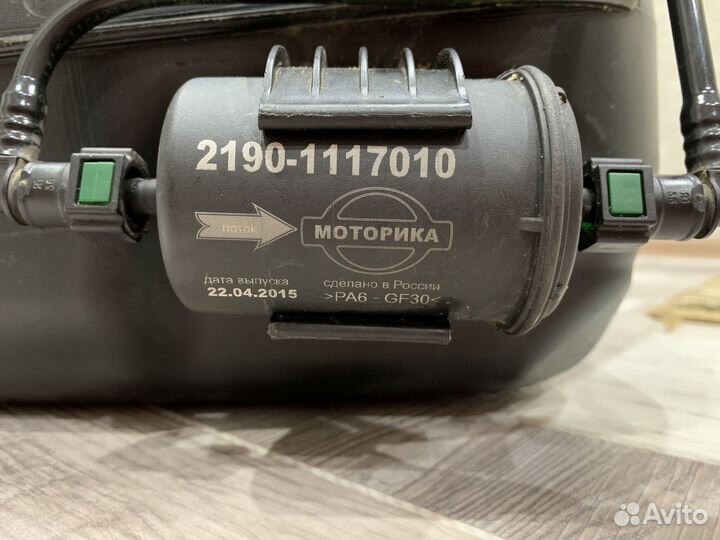 2190-1117010
ПОТОК
МОТОРИКА
дата выпуска
22.04.2015
сделано в России
>PA6 - GF30<
Avito